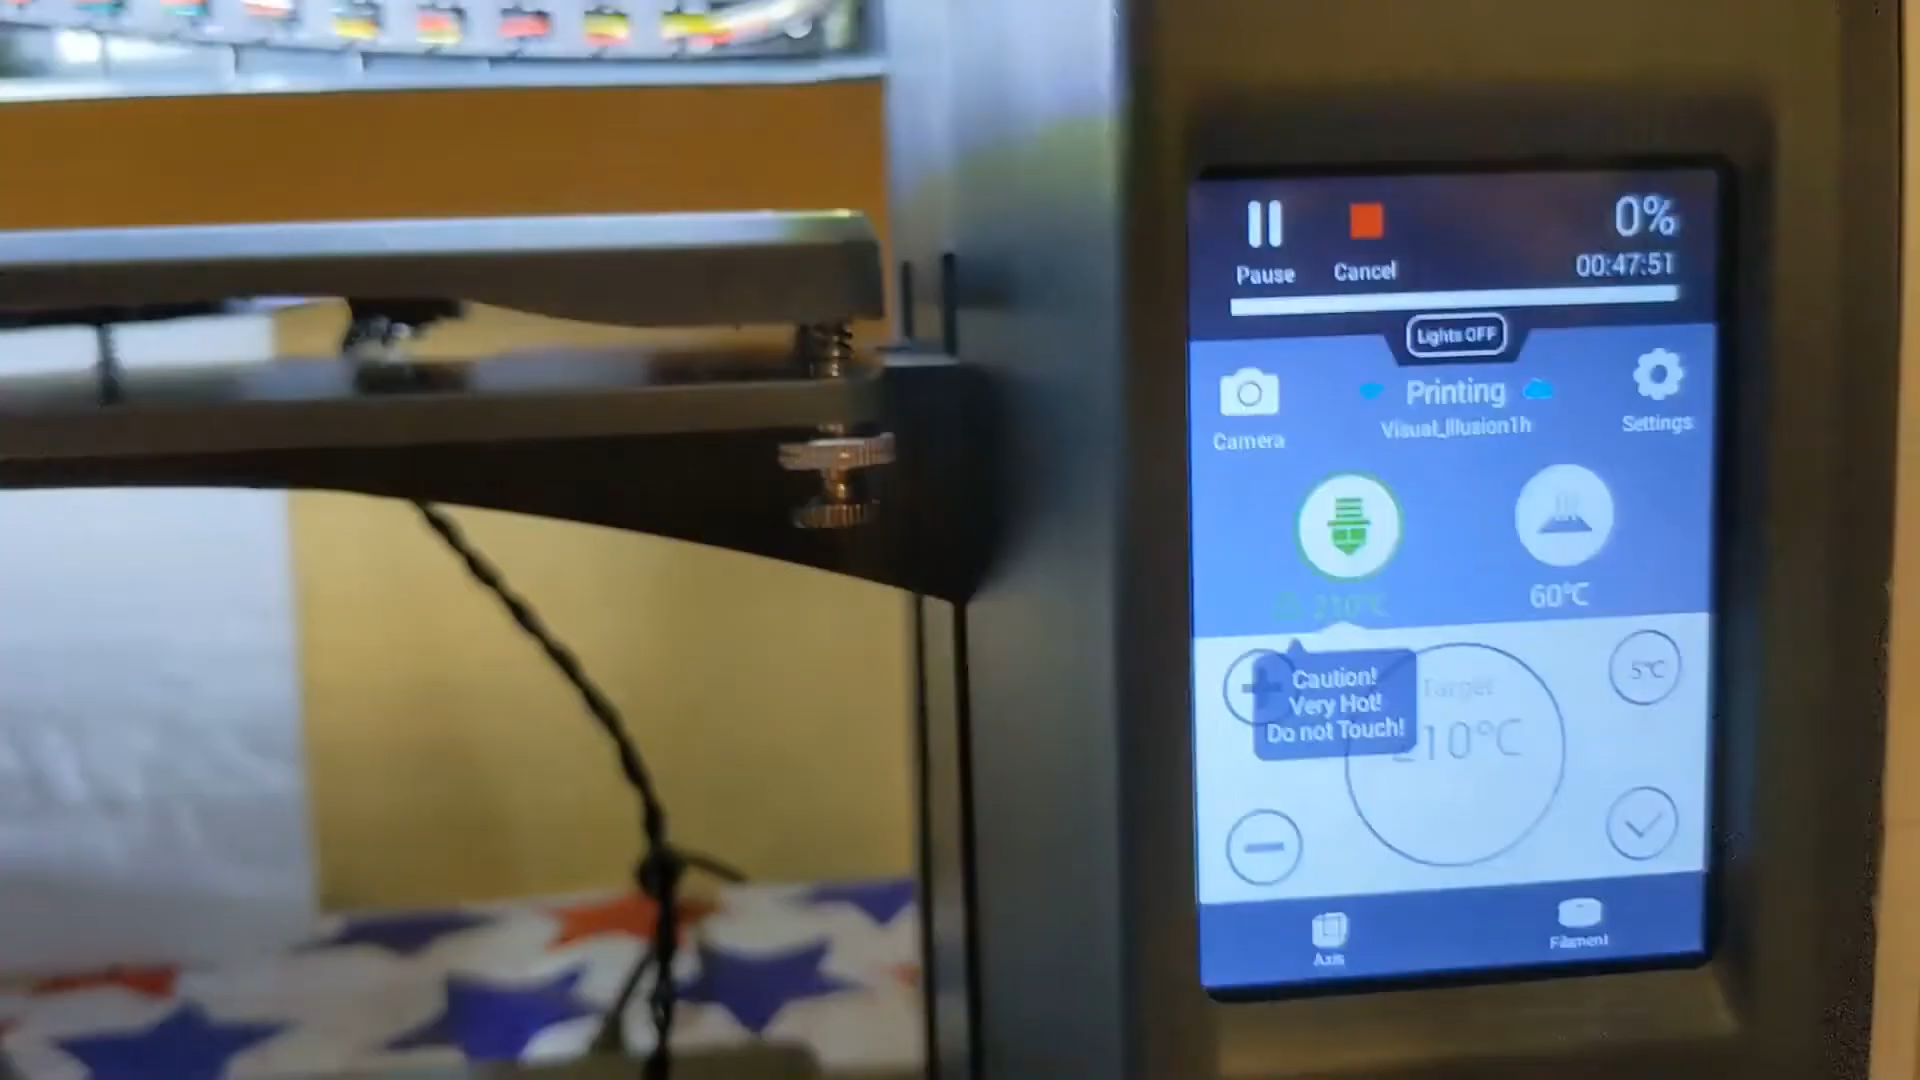 0%
Pause
Cancel
00:47:51
Lights OFF
Camera
Printing
Settings
Visual_Illusion1h
210°C
60°C
Caution!
Very Hot!
Do not Touch!
Target
10°C
5°C
Axis
Filament